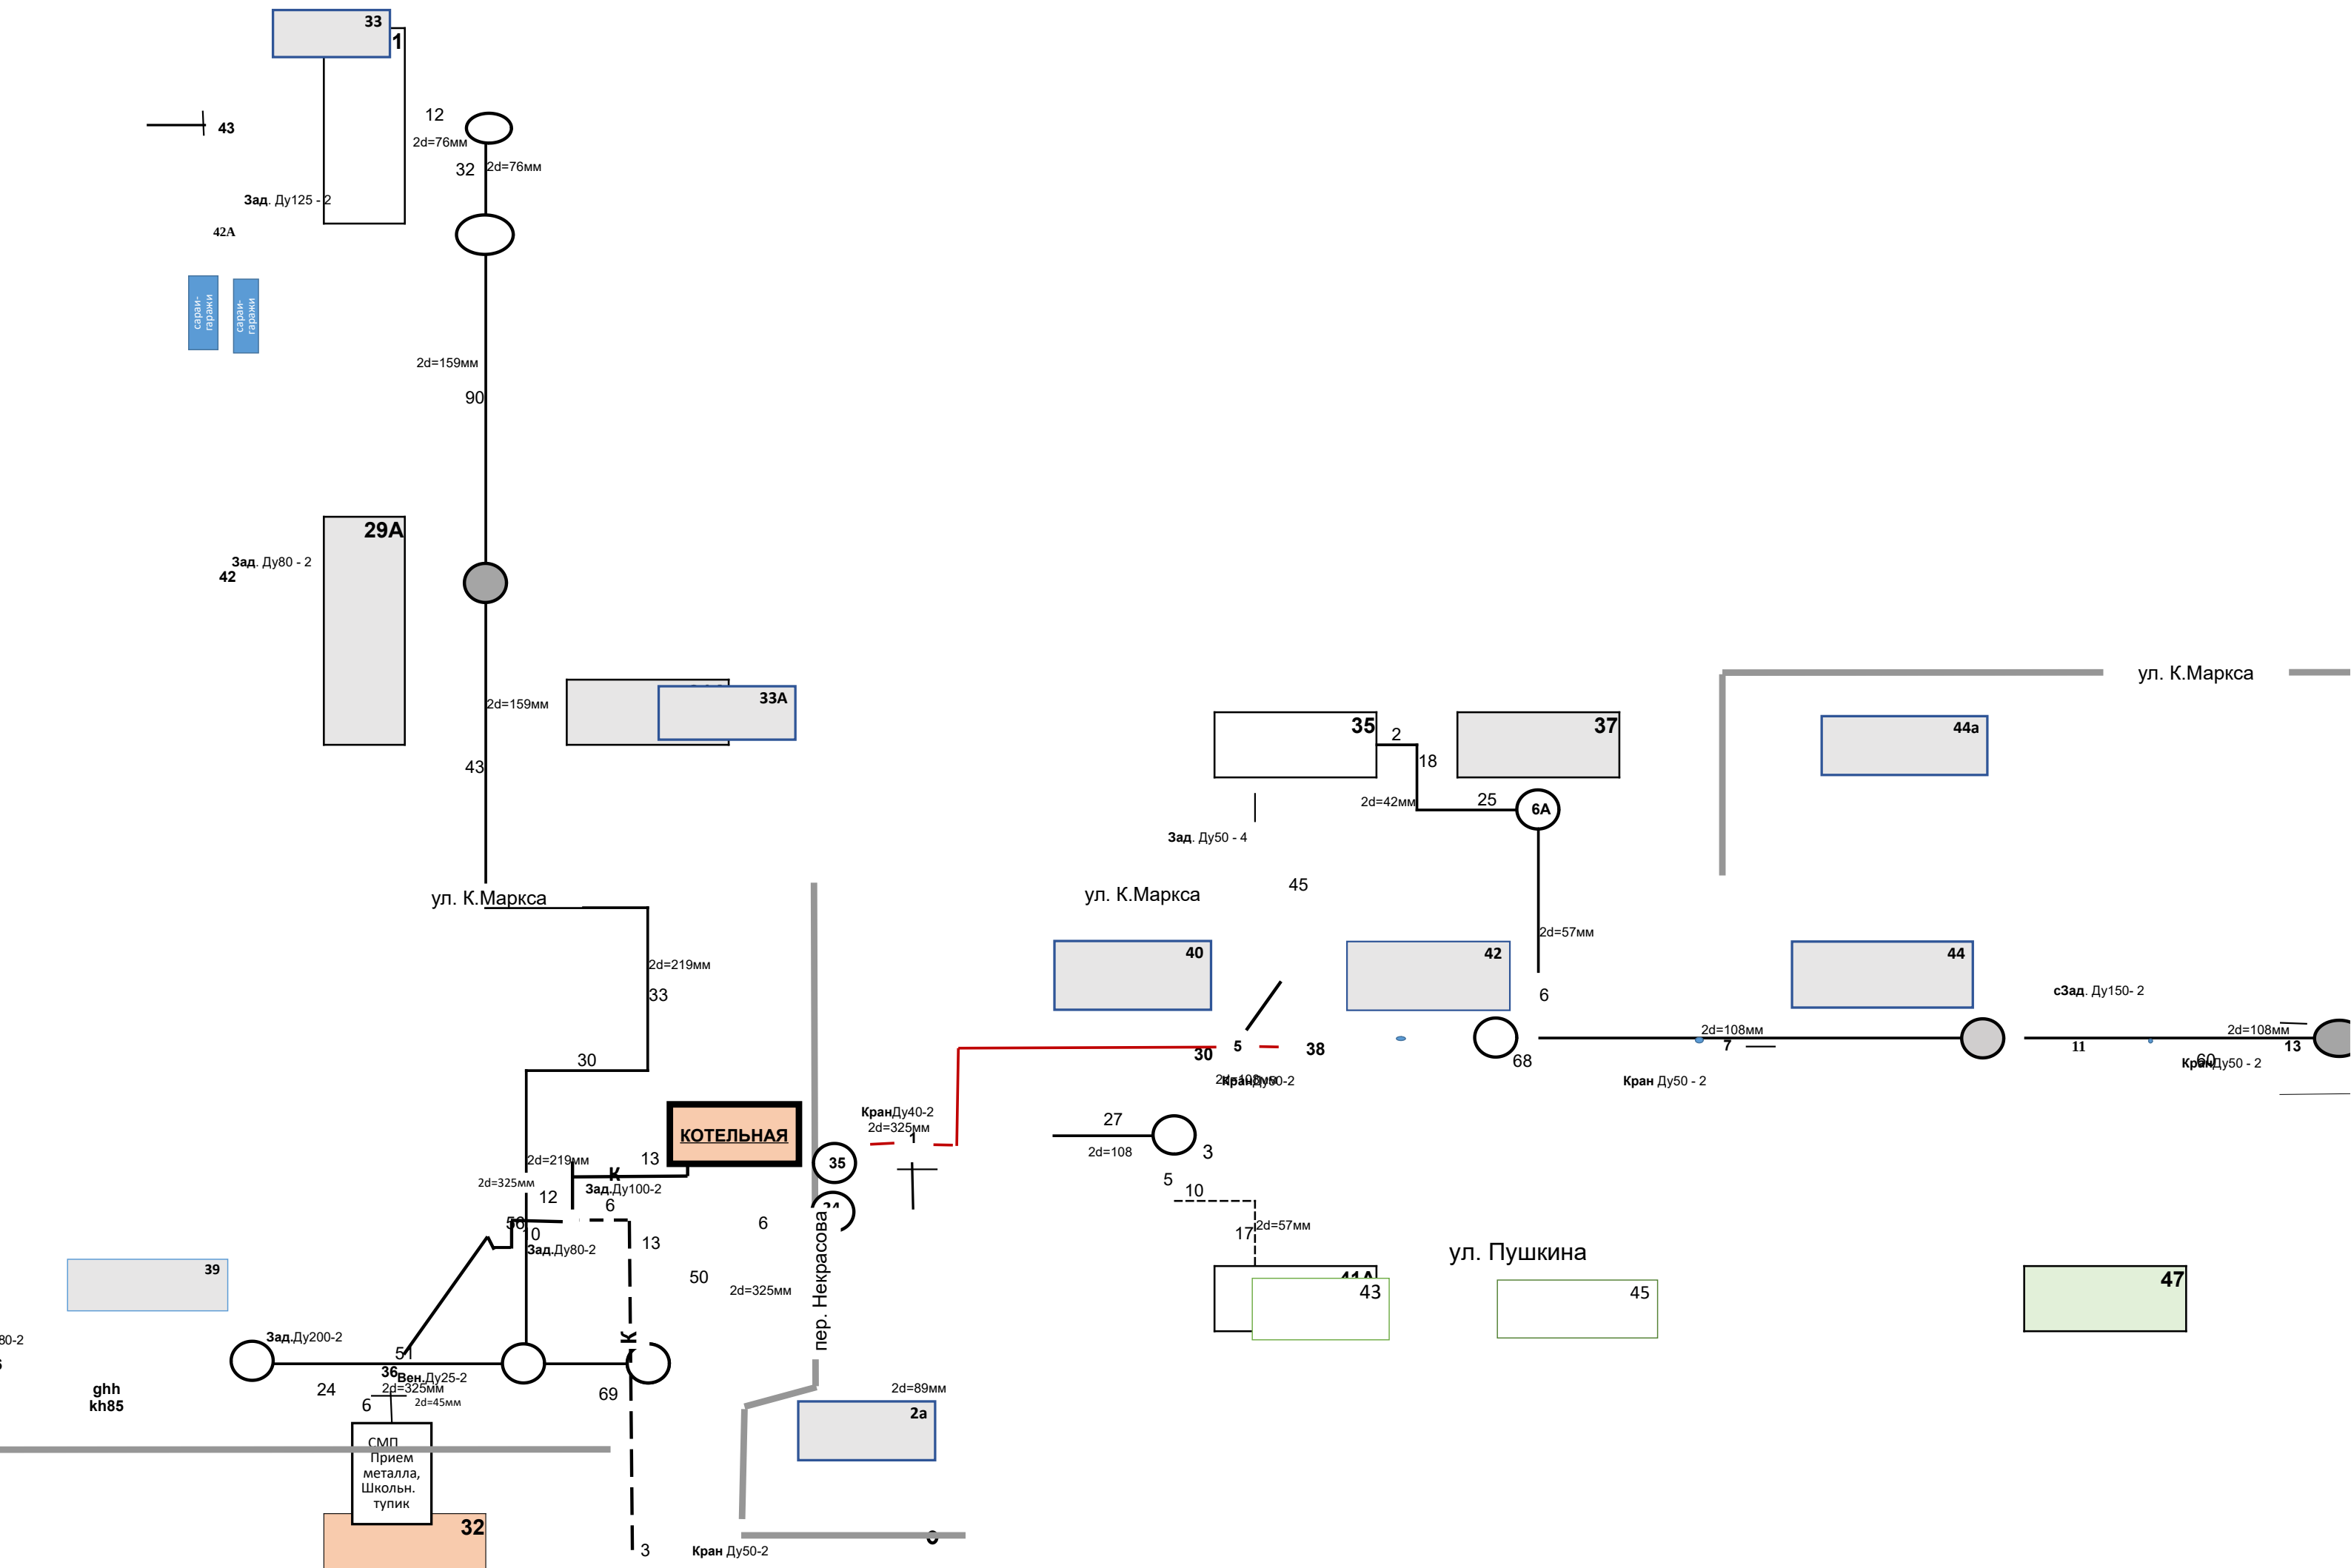 33
1
12
43
2d=76мм
32
2d=76мм
Зад. Ду125 - 2
42А
сараи-
гаражи
сараи-
гаражи
2d=159мм
90
29А
Зад. Ду80 - 2
42
2d=159мм
33А
43
ул. К.Маркса
35
2
37
18
44а
2d=42мм
25
6А
Зад. Ду50 - 4
45
ул. К.Маркса
ул. К.Маркса
2d=57мм
40
42
44
2d=219мм
33
6
сЗад. Ду150- 2
2d=108мм
2d=108мм
30
5
38
7
11
13
68
60
КранДу50 - 2
КранДу50-2
Кран Ду50 - 2
30
КранДу40-2
2d=325мм
1
27
КОТЕЛЬНАЯ
2d=108
3
35
2d=219мм
13
К
2d=325мм
Зад.Ду100-2
12
6
5
10
6
0
13
Зад.Ду80-2
17
2d=57мм
ул. Пушкина
пер. Некрасова
39
50
2d=325мм
43
45
47
80-2
Зад.Ду200-2
51
К
36
Вен.Ду25-2
2d=325мм
ghh
kh85
24
6
2d=45мм
69
2d=89мм
2а
СМП
Прием
металла,
Школьн.
тупик
32
3
Кран Ду50-2